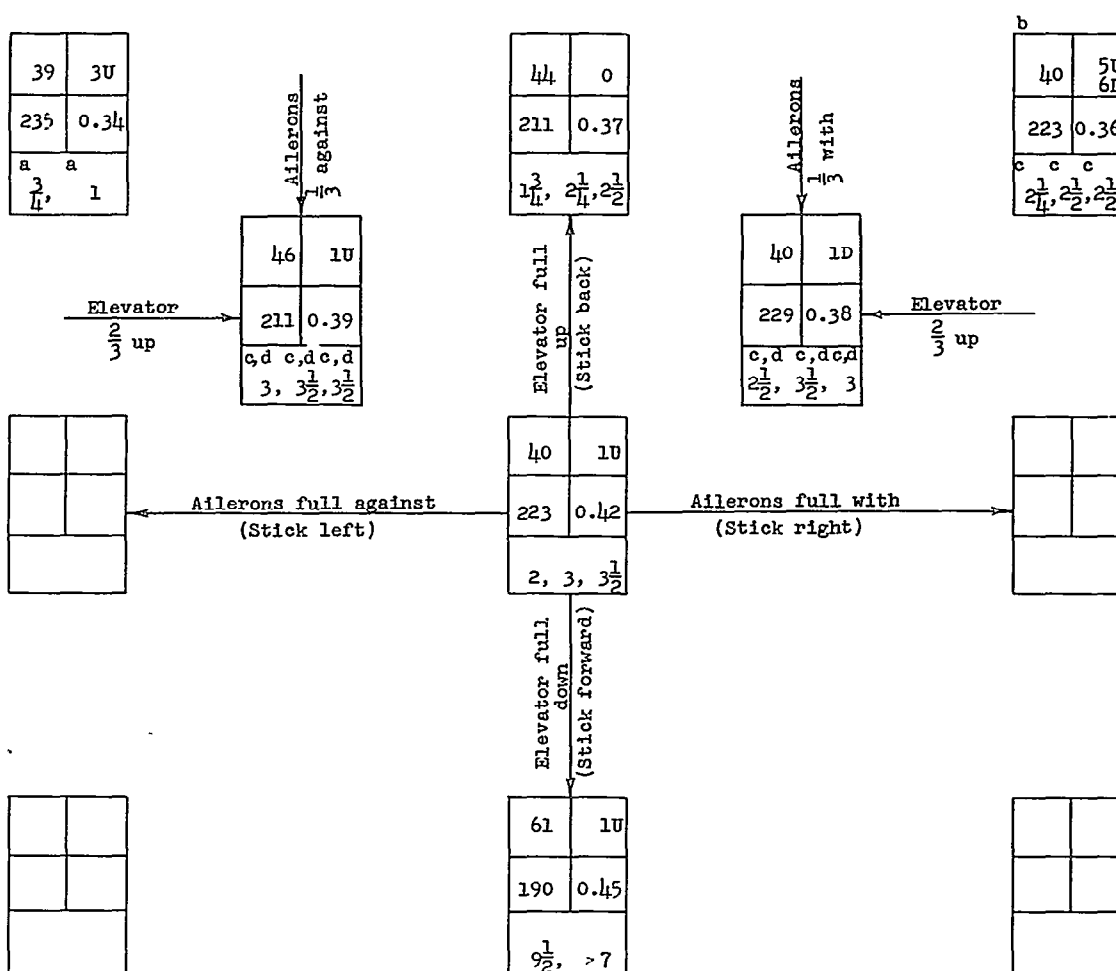 b
39 3U
235 0.34
a a
3/4, 1
Ailerons
1/3 against
44 0
211 0.37
1 3/4, 2 1/4, 2 1/2
Ailerons
1/3 with
40 5U
6D
223 0.36
c c c
2 1/4, 2 1/2, 2 1/2
Elevator
2/3 up
46 1U
211 0.39
c,d c,d c,d
3, 3 1/2, 3 1/2
Elevator full
up
(Stick back)
40 1D
229 0.38
c,d c,d c,d
2 1/2, 3 1/2, 3
Elevator
2/3 up
Ailerons full against
(Stick left)
40 1U
223 0.42
2, 3, 3 1/2
Ailerons full with
(Stick right)
Elevator full
down
(Stick forward)
61 1U
190 0.45
9 1/2, >7